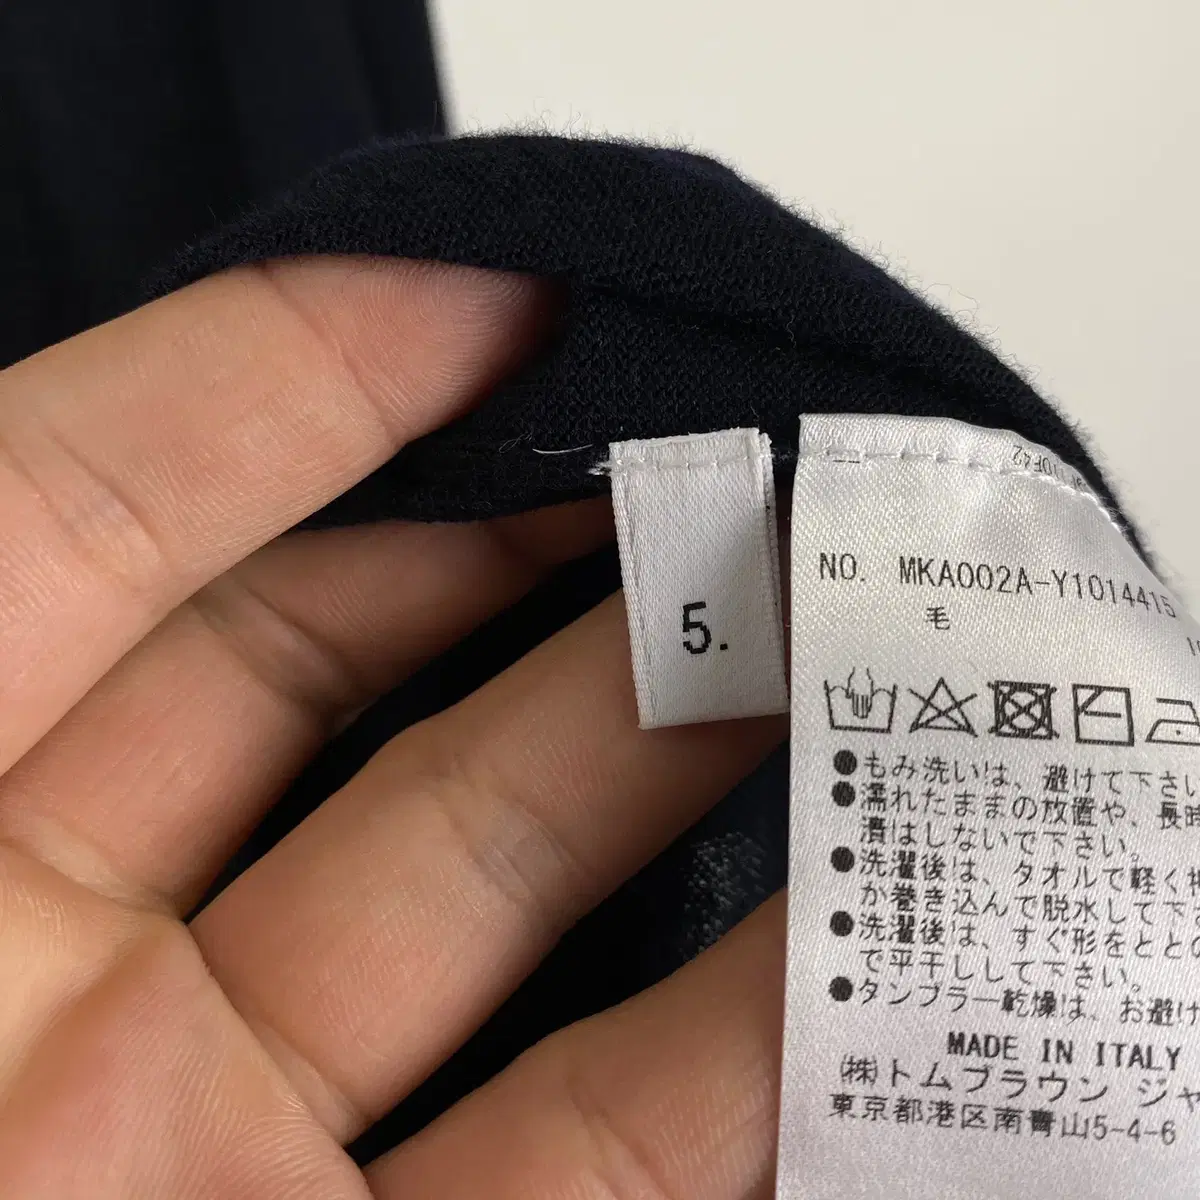 5.
10F42
NO. MKA002A-Y1014415
毛
●もみ洗いは、避けて下さい
●濡れたままの放置や、長時
漬はしないで下さい。
●洗濯後は、タオルで軽く
か巻き込んで脱水して下
●洗濯後は、すぐ形をととの
で平干しして下さい。
●タンブラー乾燥は、お避け
MADE IN ITALY
(株)トムブラウン ジャ
東京都港区南青山5-4-6